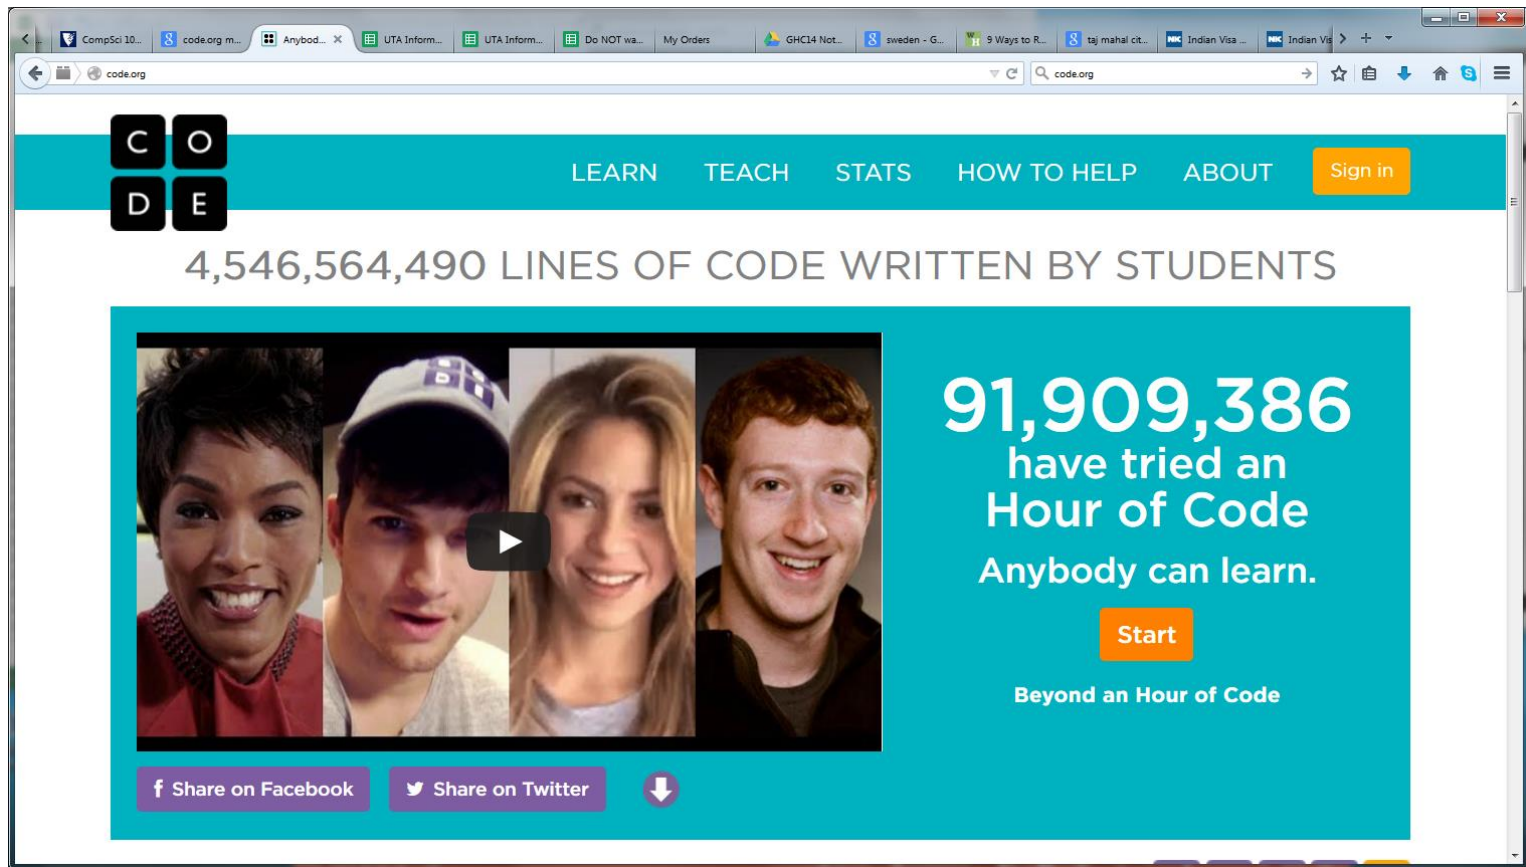 CompSci 10...
code.org m...
Anybod...
UTA Inform...
UTA Inform...
Do NOT wa...
My Orders
GHC14 Not...
sweden - G...
9 Ways to R...
taj mahal cit...
Indian Visa ...
Indian Vis
code.org
code.org
C O
D E
LEARN TEACH STATS HOW TO HELP ABOUT Sign in
4,546,564,490 LINES OF CODE WRITTEN BY STUDENTS
91,909,386
have tried an
Hour of Code
Anybody can learn.
Start
Beyond an Hour of Code
Share on Facebook
Share on Twitter